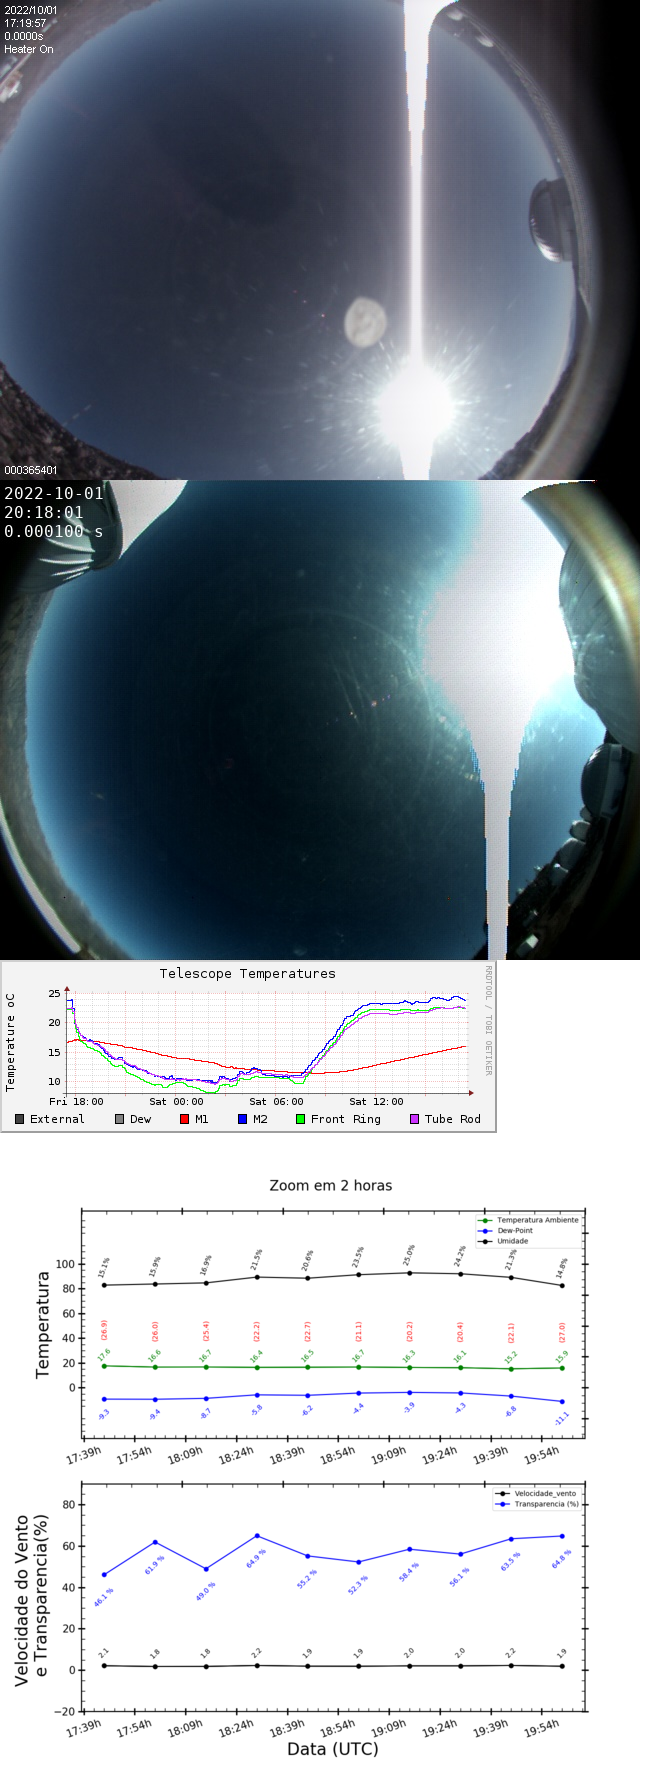 2022/10/01
17:19:57
0.0000s
Heater On
000365401
2022-10-01
20:18:01
0.000100 s
Telescope Temperatures
RRDTOOL / TOBI OETIKER
Temperature oC
25
20
15
10
Fri 18:00 Sat 00:00 Sat 06:00 Sat 12:00
External Dew M1 M2 Front Ring Tube Rod
Zoom em 2 horas
Temperatura Ambiente
Dew-Point
Umidade
Temperatura
100
80
60
40
20
0
15.1% 15.9% 16.9% 21.5% 20.6% 23.5% 25.0% 24.2% 21.3% 14.8%
(26.9) (26.0) (25.4) (22.2) (22.7) (21.1) (20.2) (20.4) (22.1) (27.0)
17.6 16.6 16.7 16.4 16.5 16.7 16.3 16.1 15.2 15.9
-9.3 -9.4 -8.7 -5.8 -6.2 -4.4 -3.9 -4.3 -6.8 -11.1
17:39h 17:54h 18:09h 18:24h 18:39h 18:54h 19:09h 19:24h 19:39h 19:54h
Velocidade_vento
Transparencia (%)
Velocidade do Vento
e Transparencia(%)
80
60
40
20
0
−20
46.1 % 61.9 % 49.0 % 64.9 % 55.2 % 52.3 % 58.4 % 56.1 % 63.5 % 64.8 %
2.1 1.8 1.8 2.2 1.9 1.9 2.0 2.0 2.2 1.9
17:39h 17:54h 18:09h 18:24h 18:39h 18:54h 19:09h 19:24h 19:39h 19:54h
Data (UTC)